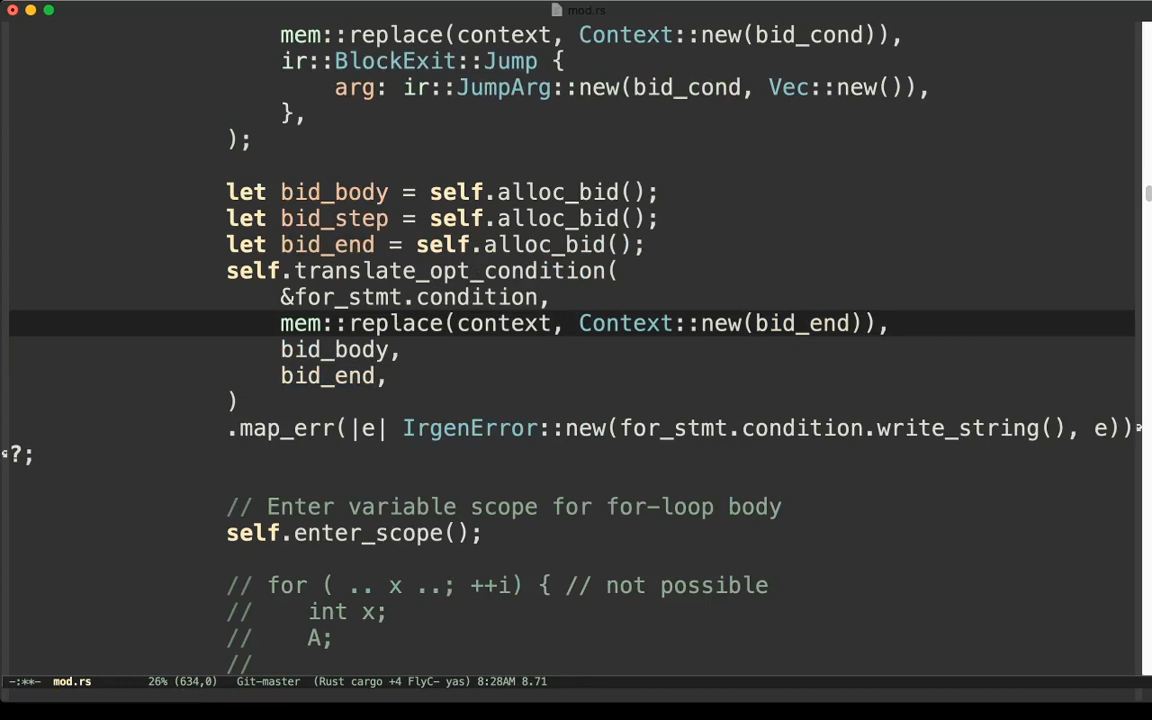 mod.rs
mem::replace(context, Context::new(bid_cond)),
ir::BlockExit::Jump {
arg: ir::JumpArg::new(bid_cond, Vec::new()),
},
);
let bid_body = self.alloc_bid();
let bid_step = self.alloc_bid();
let bid_end = self.alloc_bid();
self.translate_opt_condition(
&for_stmt.condition,
mem::replace(context, Context::new(bid_end)),
bid_body,
bid_end,
)
.map_err(|e| IrgenError::new(for_stmt.condition.write_string(), e))
?;
// Enter variable scope for for-loop body
self.enter_scope();
// for ( .. x ..; ++i) { // not possible
//    int x;
//    A;
//
-:**-  mod.rs  26% (634,0)  Git-master  (Rust cargo +4 FlyC- yas) 8:28AM 8.71